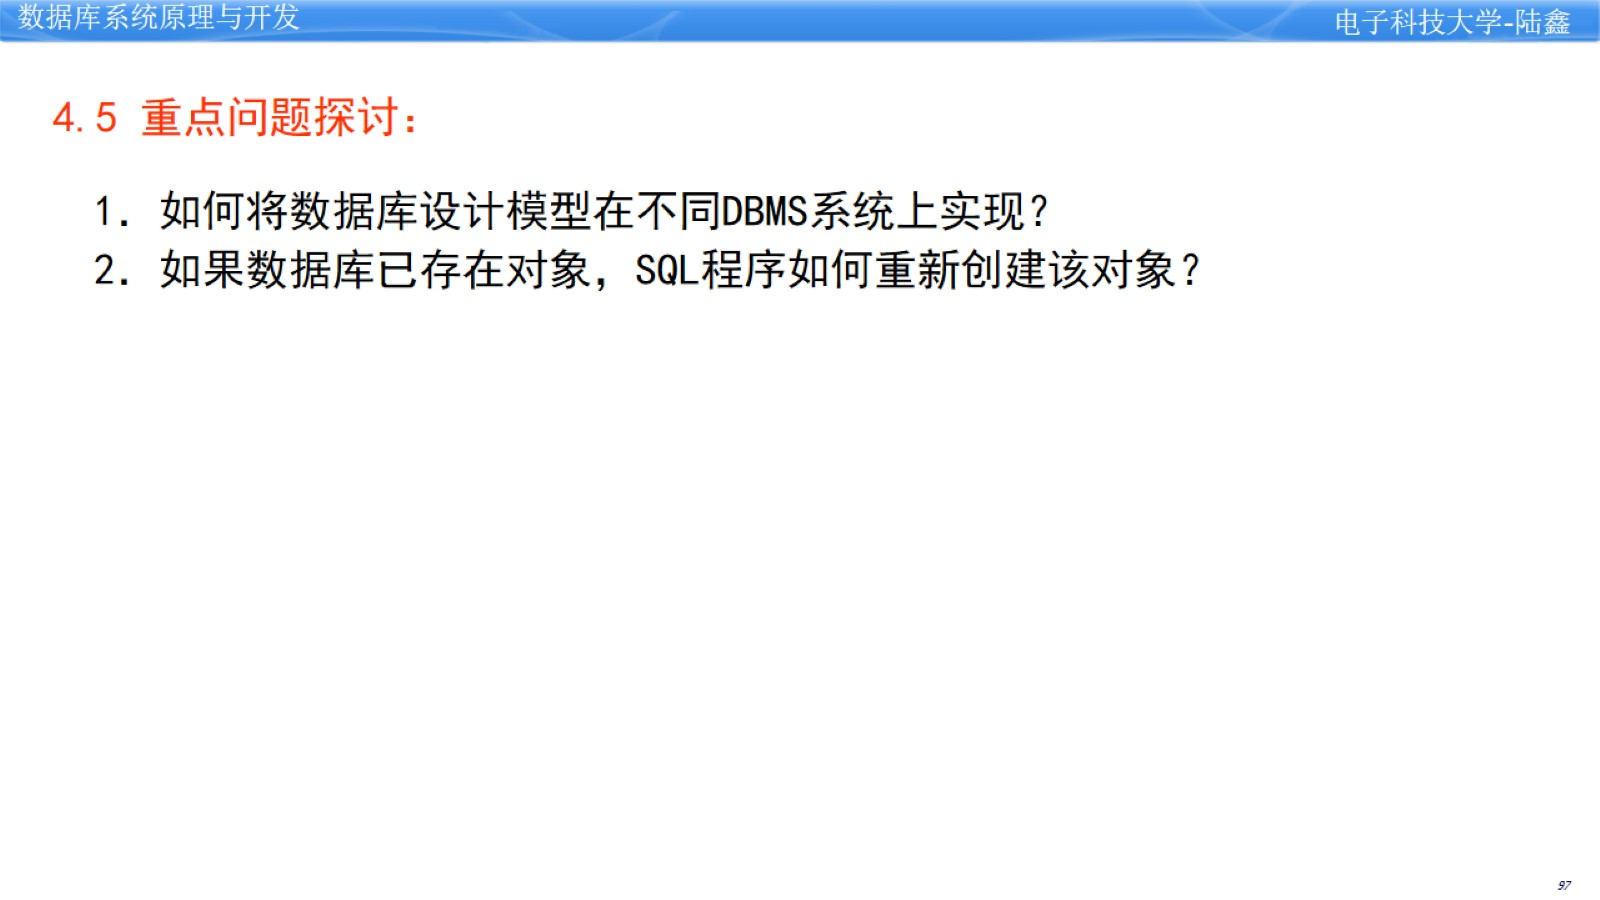 数据库系统原理与开发
电子科技大学-陆鑫
4.5 重点问题探讨：
1. 如何将数据库设计模型在不同DBMS系统上实现？
2. 如果数据库已存在对象，SQL程序如何重新创建该对象？
97